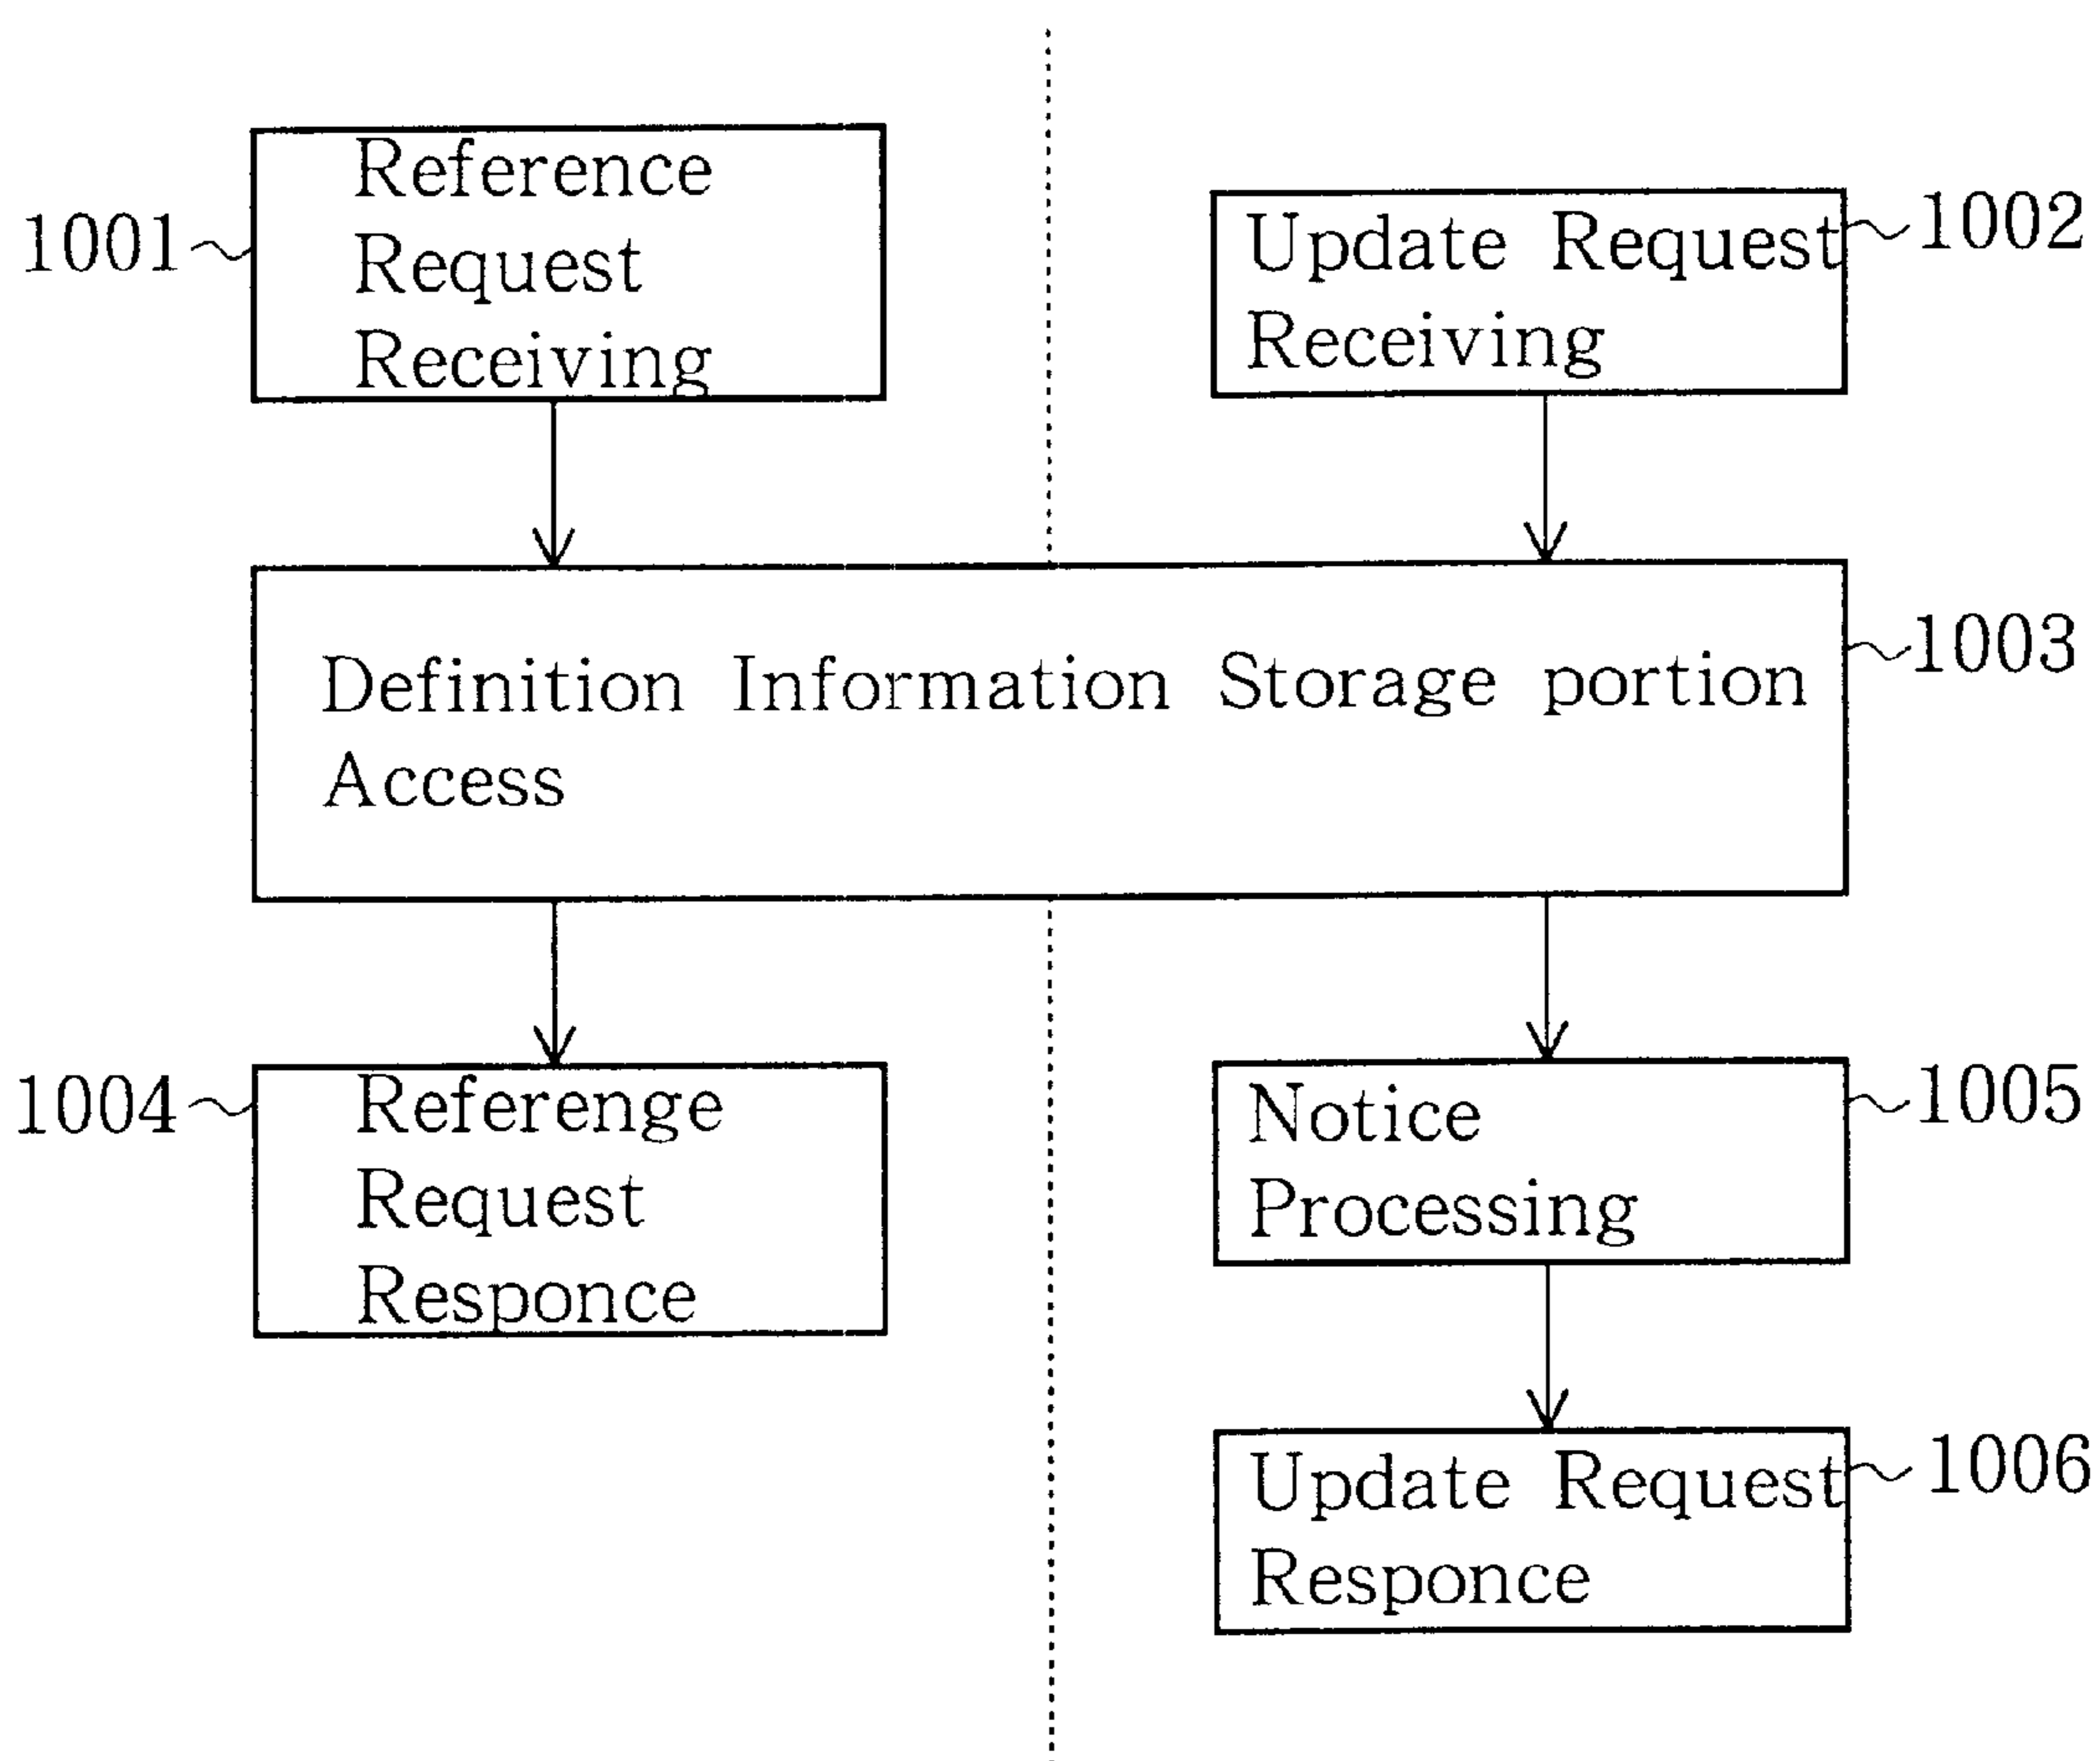 Reference
Request
Receiving
1001
Update Request
Receiving
1002
Definition Information Storage portion
Access
1003
Referenge
Request
Responce
1004
Notice
Processing
1005
Update Request
Responce
1006